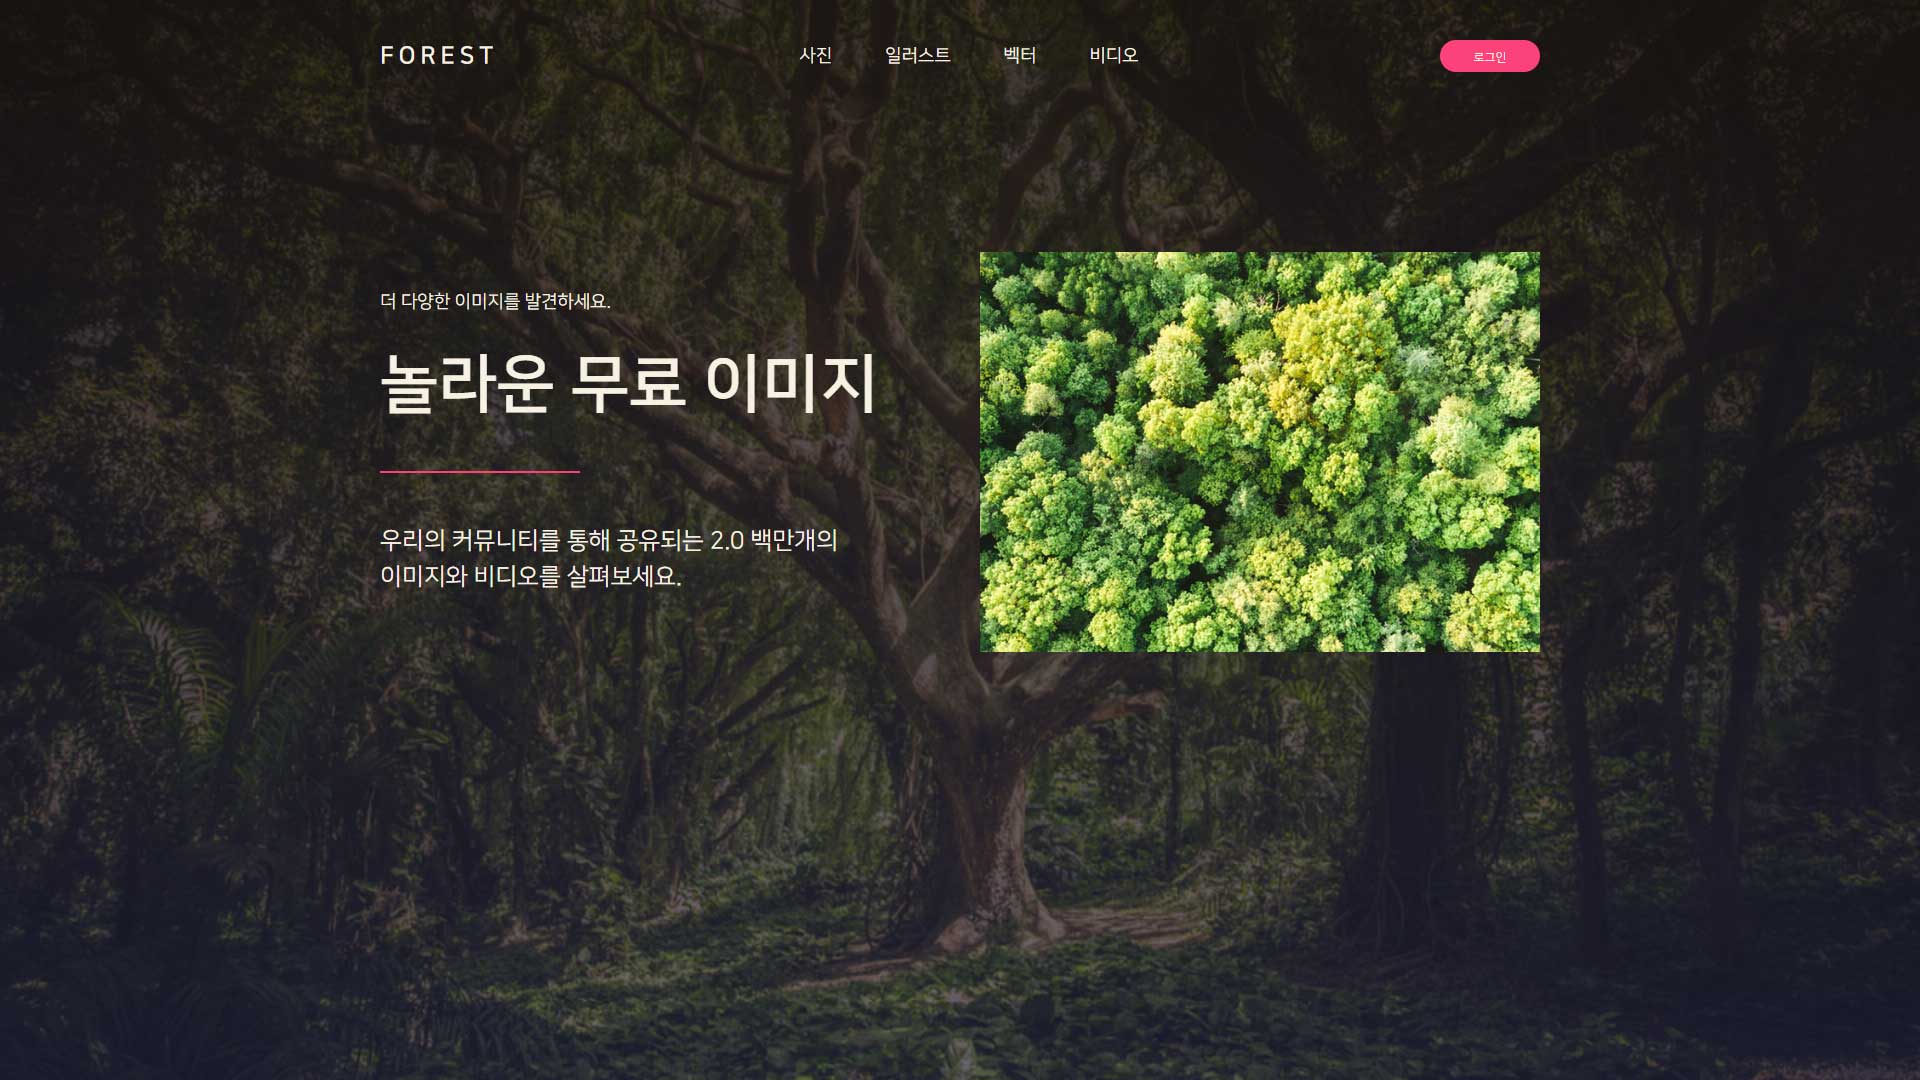 FOREST
사진 일러스트 벡터 비디오
로그인
더 다양한 이미지를 발견하세요.
놀라운 무료 이미지
우리의 커뮤니티를 통해 공유되는 2.0 백만개의
이미지와 비디오를 살펴보세요.